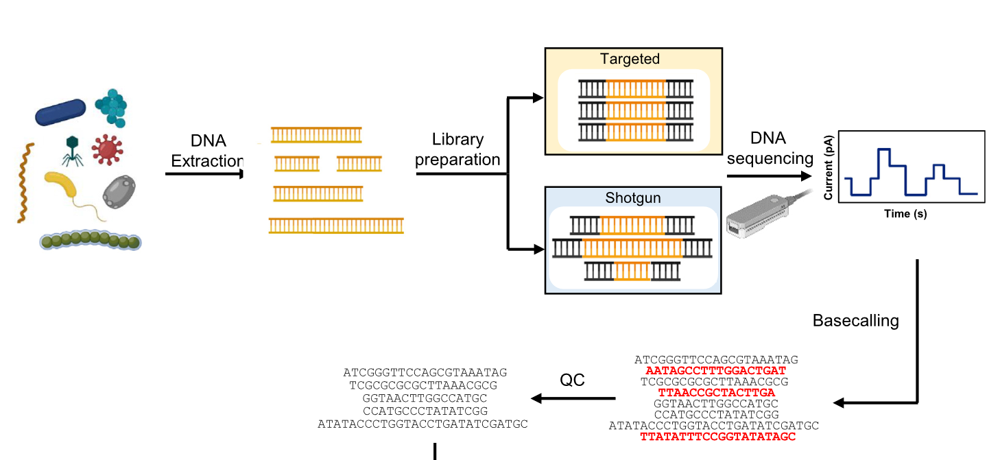 Targeted
DNA
Extraction
Library
preparation
DNA
sequencing
Current (pA)
Time (s)
Shotgun
Basecalling
ATCGGGTTCCAGCGTAAATAG
AATAGCCTTTGGACTGAT
TCGCGCGCGCTTAAACGCG
TTAACCGCTACTTGA
GGTAACTTGGCCATGC
CCATGCCCTATATCGG
ATATACCCTGGTACCTGATATCGATGC
TTATATTTCCGGTATATAGC
QC
ATCGGGTTCCAGCGTAAATAG
TCGCGCGCGCTTAAACGCG
GGTAACTTGGCCATGC
CCATGCCCTATATCGG
ATATACCCTGGTACCTGATATCGATGC